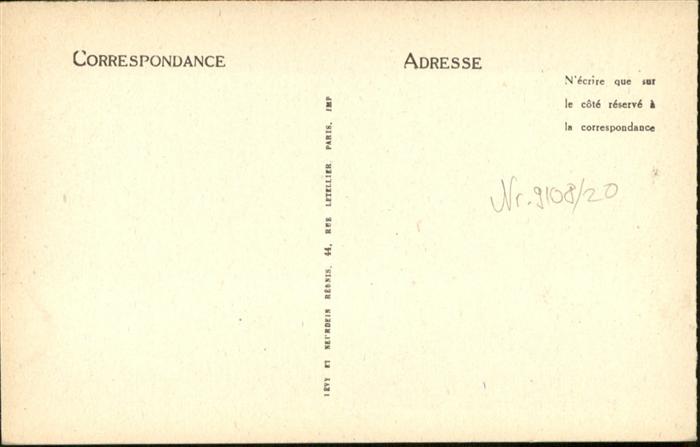 CORRESPONDANCE
ADRESSE
N'écrire que sur
le côté réservé à
la correspondance
Nr. 9108/20
LÉVY ET NEURDEIN RÉUNIS, 44, RUE LETELLIER, PARIS, IMP